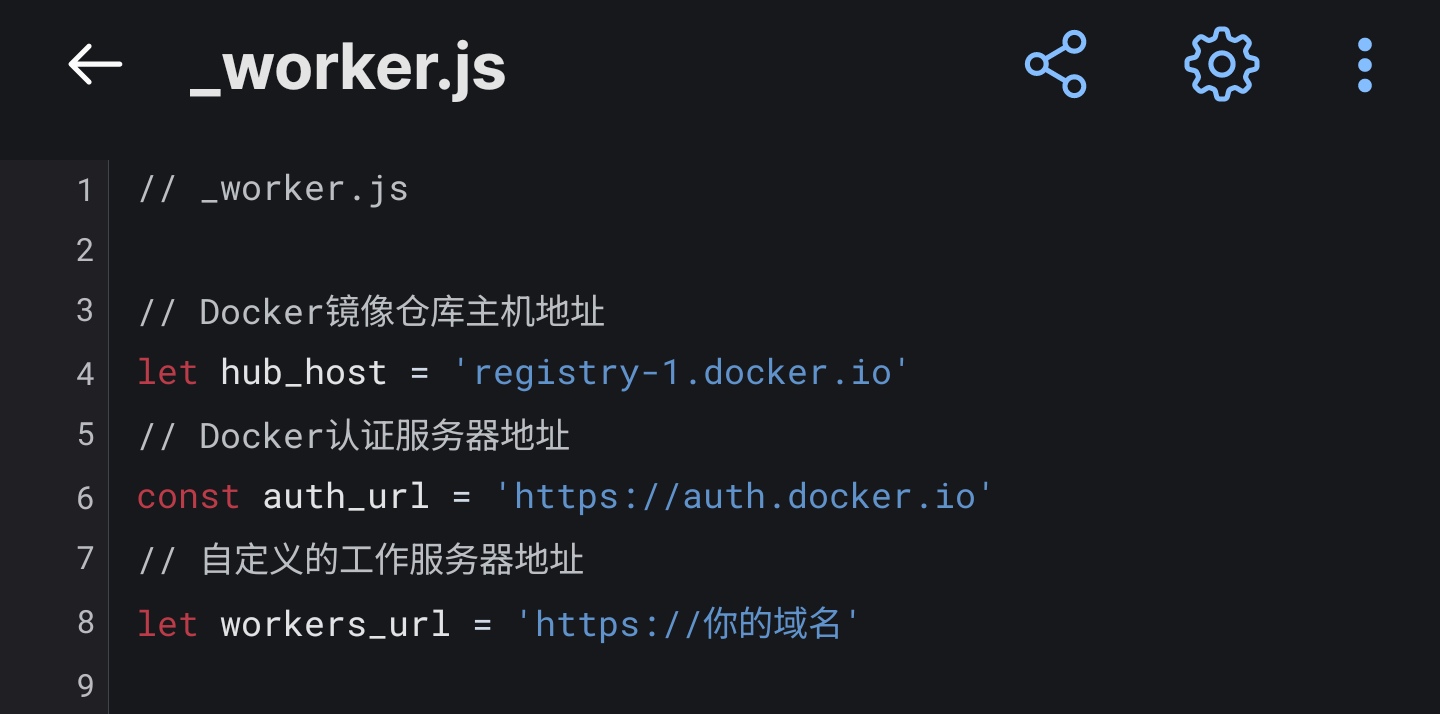 _worker.js
1 // _worker.js
2
3 // Docker镜像仓库主机地址
4 let hub_host = 'registry-1.docker.io'
5 // Docker认证服务器地址
6 const auth_url = 'https://auth.docker.io'
7 // 自定义的工作服务器地址
8 let workers_url = 'https://你的域名'
9